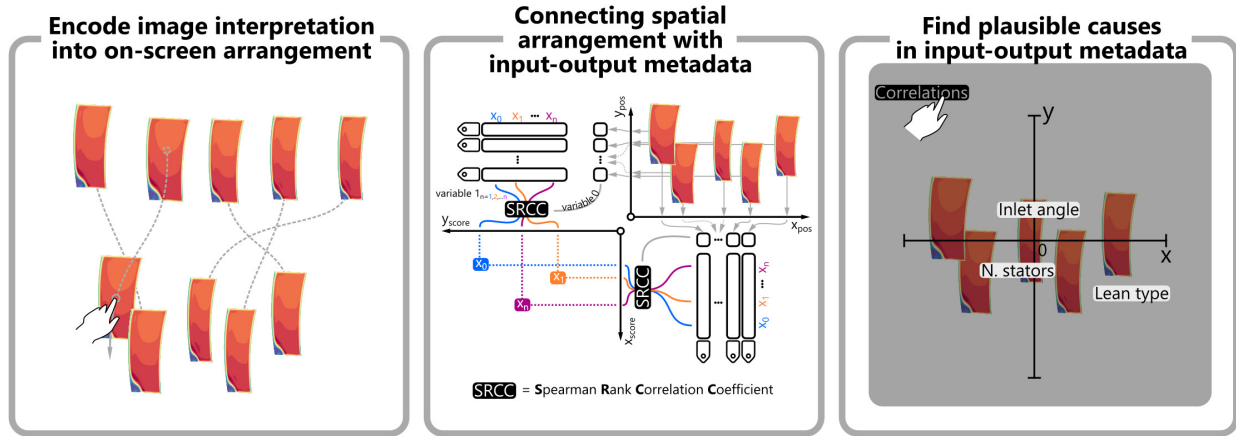 Encode image interpretation
into on-screen arrangement
Connecting spatial
arrangement with
input-output metadata
x0 x1 ••• xn
variable 1n=1,2,..n
variable 0
SRCC
yscore
x0
x1
xn
xscore
ypos
xpos
SRCC
xn
•••
x1
x0
SRCC = Spearman Rank Correlation Coefficient
Find plausible causes
in input-output metadata
Correlations
y
Inlet angle
0
x
N. stators
Lean type